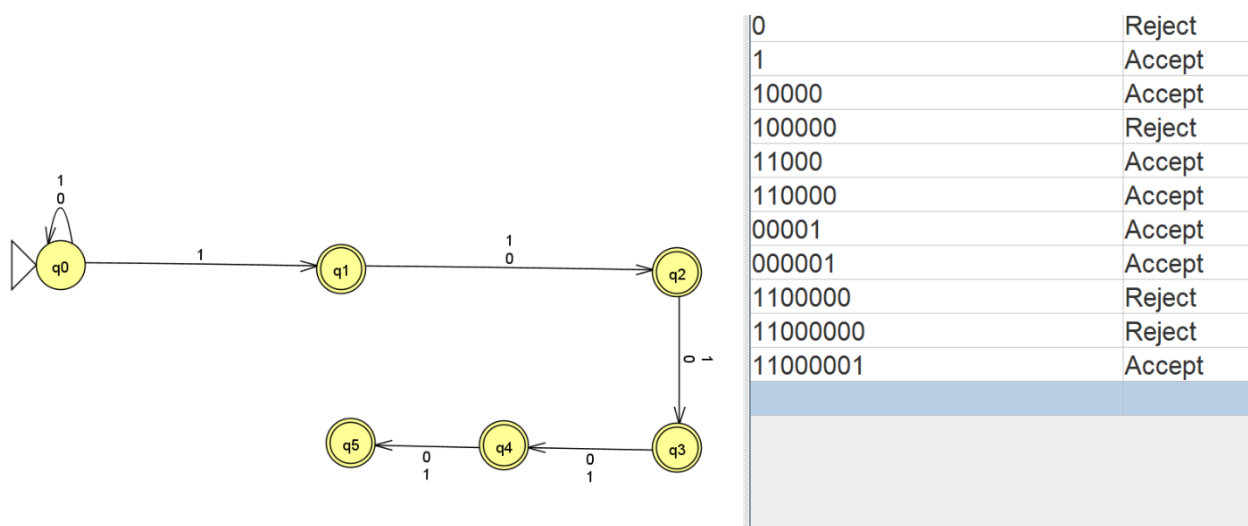 1
0
q0
1
q1
1
0
q2
1
0
q3
0
1
q4
0
1
q5
0 Reject
1 Accept
10000 Accept
100000 Reject
11000 Accept
110000 Accept
00001 Accept
000001 Accept
1100000 Reject
11000000 Reject
11000001 Accept